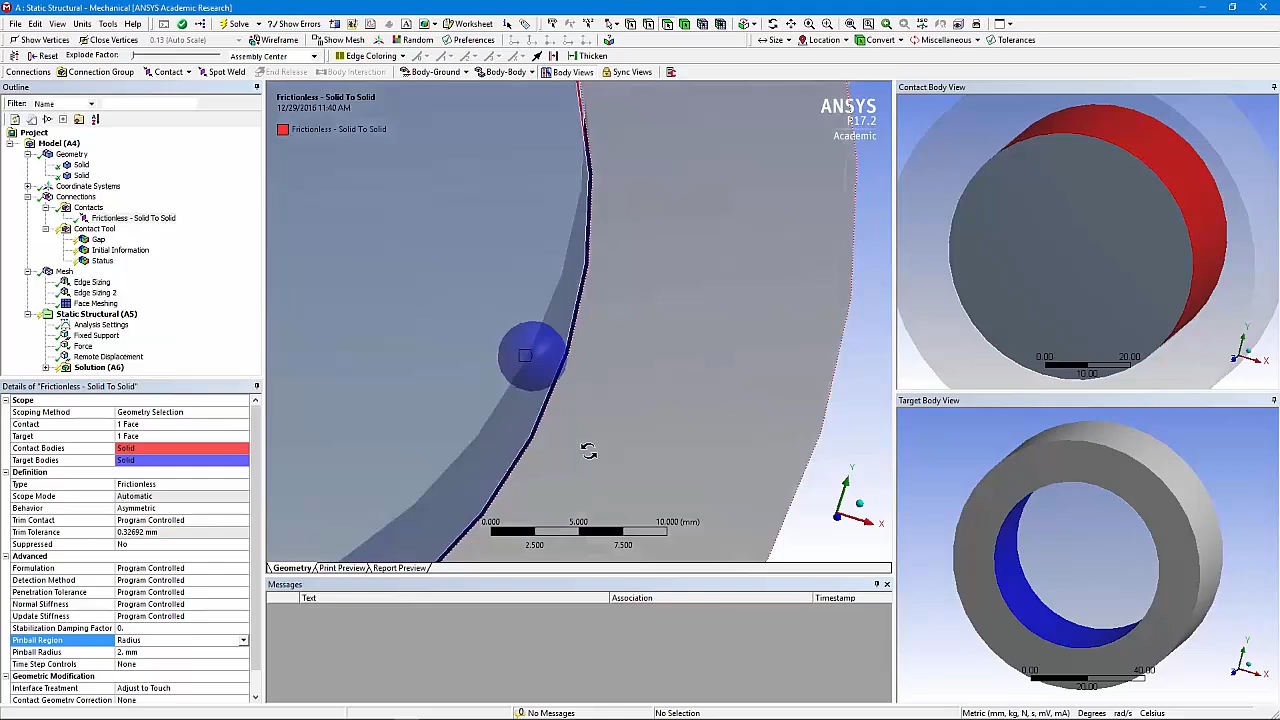 A : Static Structural - Mechanical [ANSYS Academic Research]
File Edit View Units Tools Help Solve Show Errors Worksheet
Show Vertices Close Vertices 0.13 (Auto Scale) Wireframe Show Mesh Random Preferences Size Location Convert Miscellaneous Tolerances
Reset Explode Factor: Assembly Center Edge Coloring Thicken
Connections Connection Group Contact Spot Weld End Release Body Interaction Body-Ground Body-Body Body Views Sync Views
Outline
Filter: Name
Project
Model (A4)
Geometry
Solid
Solid
Coordinate Systems
Connections
Contacts
Frictionless - Solid To Solid
Contact Tool
Gap
Initial Information
Status
Mesh
Edge Sizing
Edge Sizing 2
Face Meshing
Static Structural (A5)
Analysis Settings
Fixed Support
Force
Remote Displacement
Solution (A6)
Details of "Frictionless - Solid To Solid"
Scope
Scoping Method Geometry Selection
Contact 1 Face
Target 1 Face
Contact Bodies Solid
Target Bodies Solid
Definition
Type Frictionless
Scope Mode Automatic
Behavior Asymmetric
Trim Contact Program Controlled
Trim Tolerance 0.32692 mm
Suppressed No
Advanced
Formulation Program Controlled
Detection Method Program Controlled
Penetration Tolerance Program Controlled
Normal Stiffness Program Controlled
Update Stiffness Program Controlled
Stabilization Damping Factor 0.
Pinball Region Radius
Pinball Radius 2. mm
Time Step Controls None
Geometric Modification
Interface Treatment Adjust to Touch
Contact Geometry Correction None
Frictionless - Solid To Solid
12/29/2016 11:40 AM
Frictionless - Solid To Solid
ANSYS
R17.2
Academic
Y
X
0.000 5.000 10.000 (mm)
2.500 7.500
Geometry Print Preview Report Preview
Messages
Text Association Timestamp
Contact Body View
0.00 20.00
10.00
Y
X
Target Body View
0.00 40.00
20.00
Y
X
No Messages No Selection Metric (mm, kg, N, s, mV, mA) Degrees rad/s Celsius